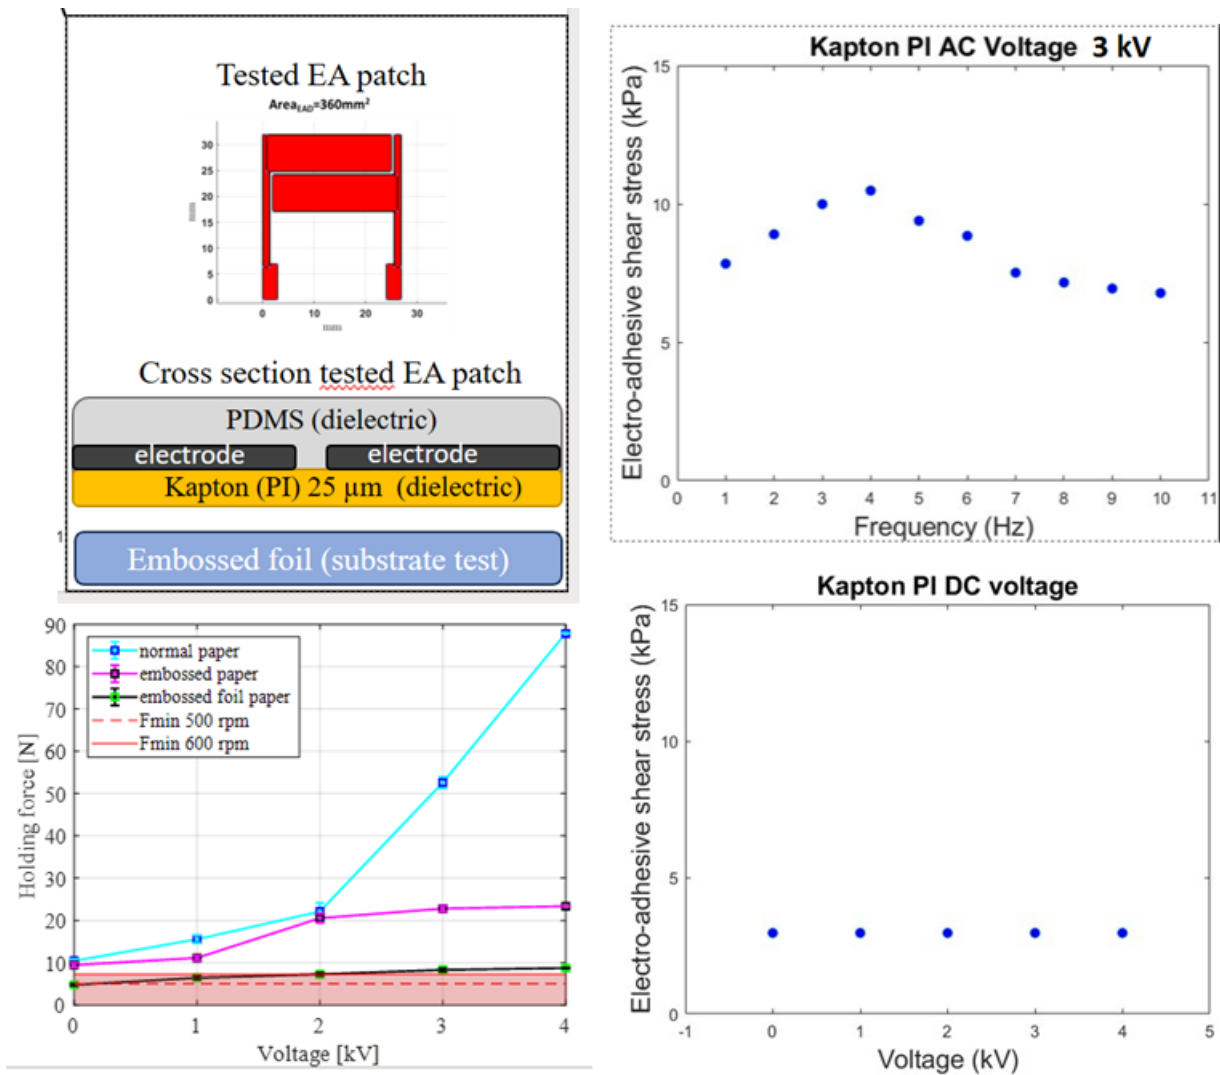 Tested EA patch
Area_EAD=360mm²
30
25
20
15
10
5
0
mm
0 10 20 30
mm
Cross section tested EA patch
PDMS (dielectric)
electrode electrode
Kapton (PI) 25 µm (dielectric)
1
Embossed foil (substrate test)
Kapton PI AC Voltage 3 kV
Electro-adhesive shear stress (kPa)
15
10
5
0
0 1 2 3 4 5 6 7 8 9 10 11
Frequency (Hz)
90
80
70
60
50
40
30
20
10
0
Holding force [N]
normal paper
embossed paper
embossed foil paper
Fmin 500 rpm
Fmin 600 rpm
0 1 2 3 4
Voltage [kV]
Kapton PI DC voltage
Electro-adhesive shear stress (kPa)
15
10
5
0
-1 0 1 2 3 4 5
Voltage (kV)